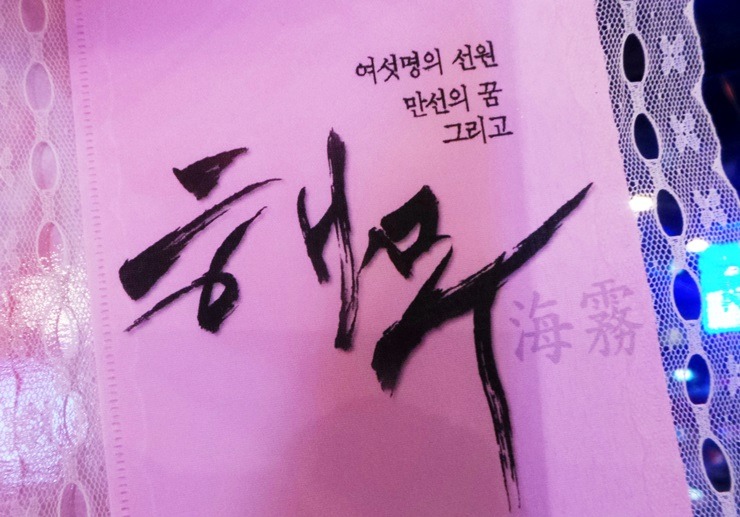 여섯명의 선원
만선의 꿈
그리고
해무
海霧